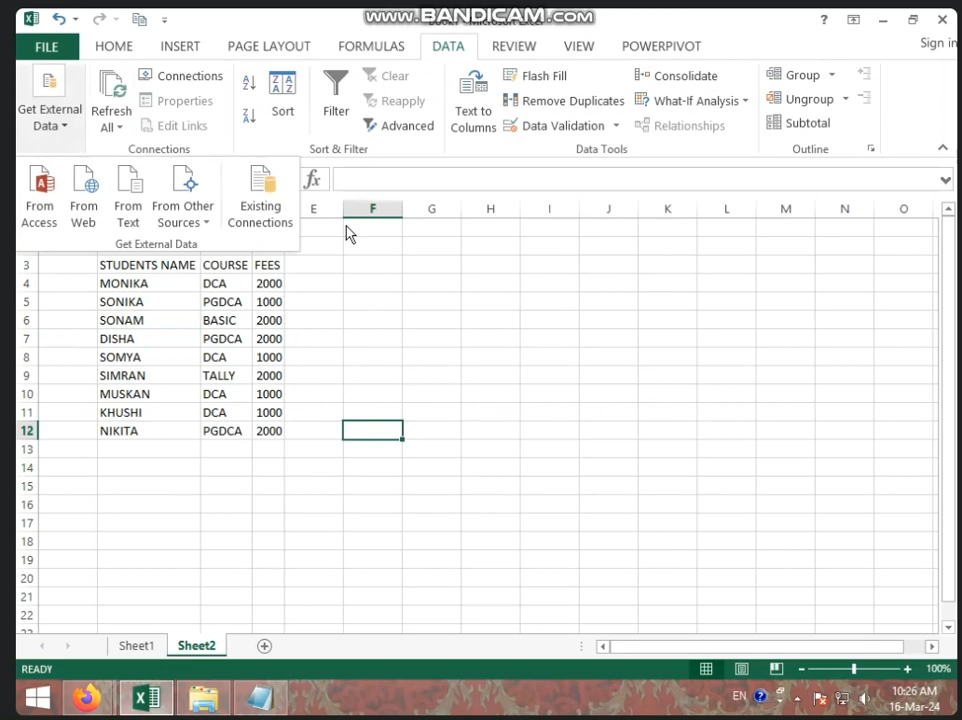 www.BANDICAM.com
?
FILE HOME INSERT PAGE LAYOUT FORMULAS DATA REVIEW VIEW POWERPIVOT Sign in
Get External Data
Refresh All
Connections
Properties
Edit Links
Connections
Sort
Filter
Clear
Reapply
Advanced
Sort & Filter
Text to Columns
Flash Fill
Remove Duplicates
Data Validation
Consolidate
What-If Analysis
Relationships
Data Tools
Group
Ungroup
Subtotal
Outline
From Access
From Web
From Text
From Other Sources
Existing Connections
Get External Data
fx
E F G H I J K L M N O
3 STUDENTS NAME COURSE FEES
4 MONIKA DCA 2000
5 SONIKA PGDCA 1000
6 SONAM BASIC 2000
7 DISHA PGDCA 2000
8 SOMYA DCA 1000
9 SIMRAN TALLY 2000
10 MUSKAN DCA 1000
11 KHUSHI DCA 1000
12 NIKITA PGDCA 2000
13
14
15
16
17
18
19
20
21
22
Sheet1 Sheet2
READY 100%
EN 10:26 AM
16-Mar-24